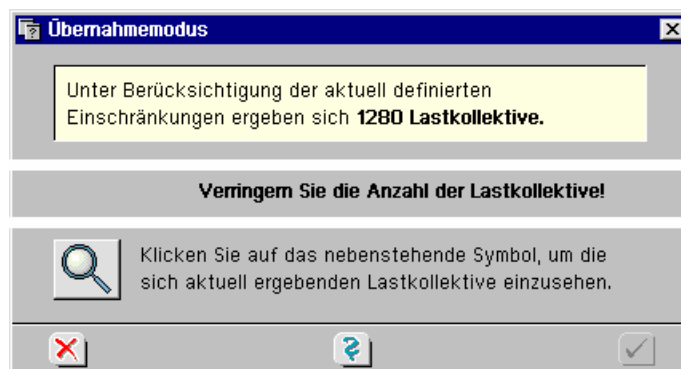 Übernahmemodus
Unter Berücksichtigung der aktuell definierten
Einschränkungen ergeben sich 1280 Lastkollektive.
Verringern Sie die Anzahl der Lastkollektive!
Klicken Sie auf das nebenstehende Symbol, um die
sich aktuell ergebenden Lastkollektive einzusehen.